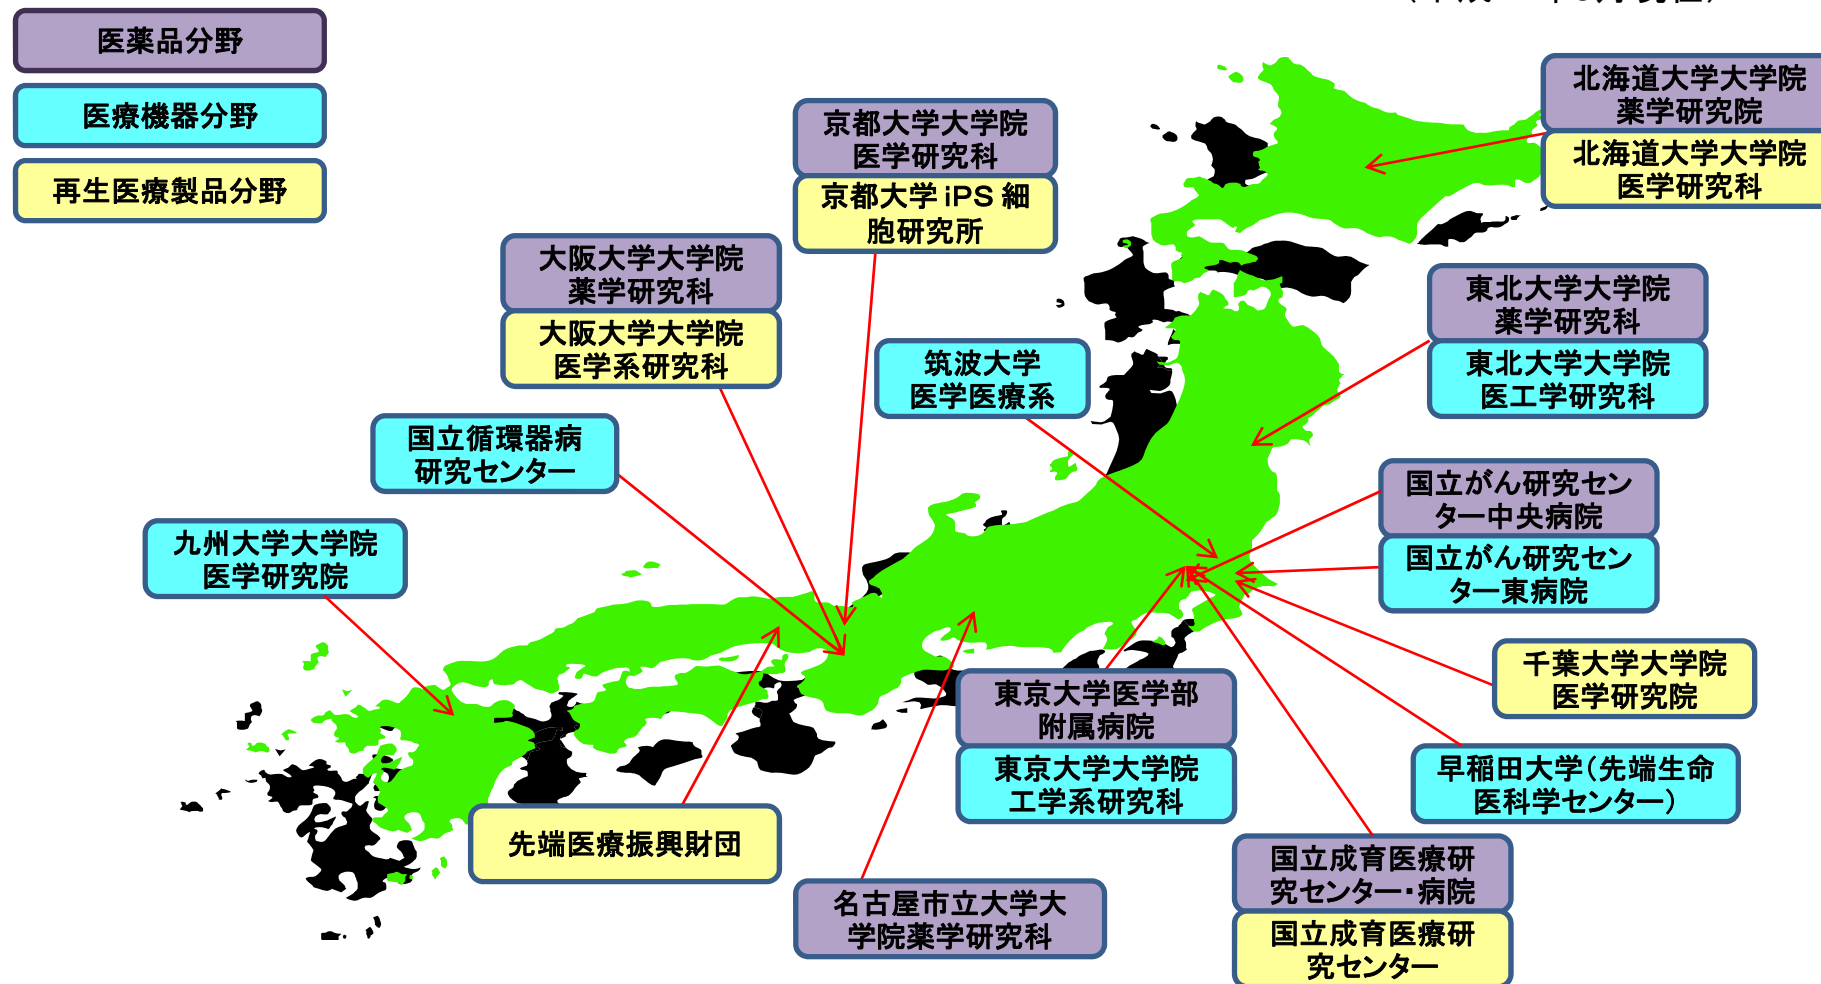 医薬品分野
医療機器分野
再生医療製品分野
北海道大学大学院
薬学研究院
北海道大学大学院
医学研究科
京都大学大学院
医学研究科
京都大学 iPS 細
胞研究所
大阪大学大学院
薬学研究科
大阪大学大学院
医学系研究科
東北大学大学院
薬学研究科
東北大学大学院
医工学研究科
筑波大学
医学医療系
国立循環器病
研究センター
国立がん研究セン
ター中央病院
国立がん研究セン
ター東病院
九州大学大学院
医学研究院
千葉大学大学院
医学研究院
東京大学医学部
附属病院
東京大学大学院
工学系研究科
早稲田大学(先端生命
医科学センター)
先端医療振興財団
国立成育医療研
究センター・病院
国立成育医療研
究センター
名古屋市立大学大
学院薬学研究科